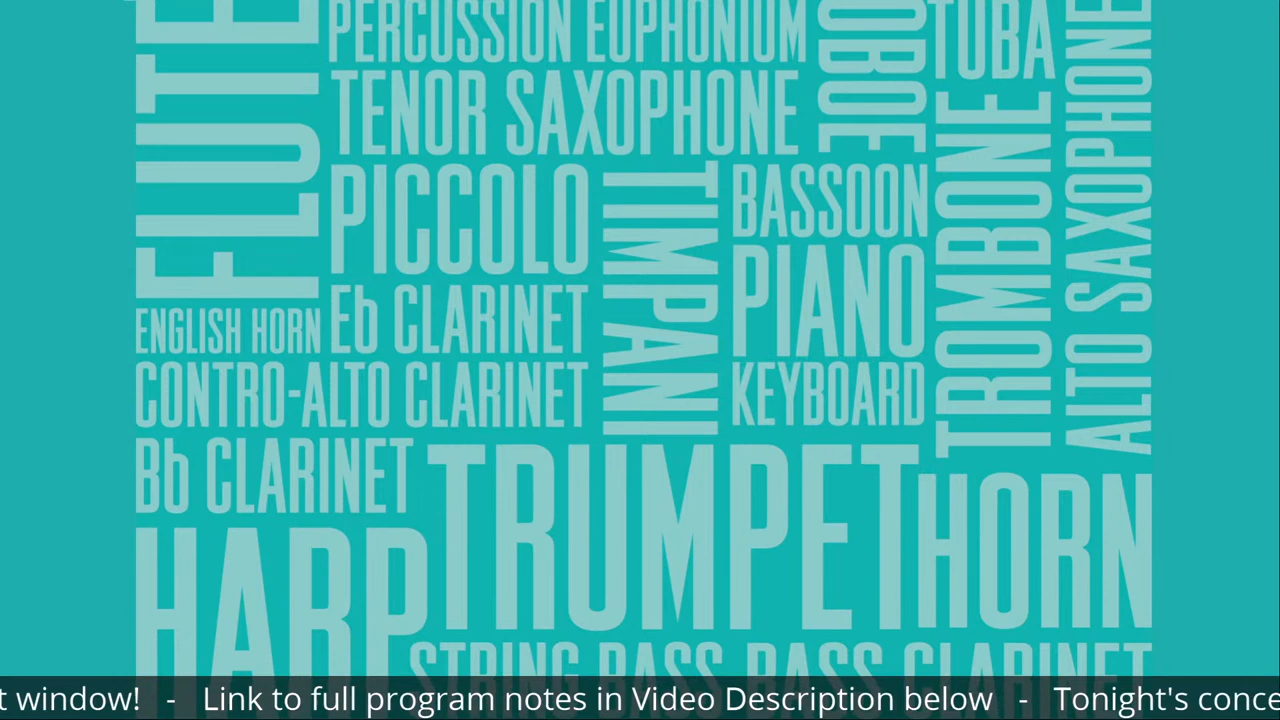 FLUTE
PERCUSSION EUPHONIUM
OBOE
TUBA
TENOR SAXOPHONE
PICCOLO
TIMPANI
BASSOON
TROMBONE
ALTO SAXOPHONE
PIANO
ENGLISH HORN
Eb CLARINET
CONTRO-ALTO CLARINET
KEYBOARD
Bb CLARINET
TRUMPET
HORN
HARP
STRING BASS BASS CLARINET
t window! - Link to full program notes in Video Description below - Tonight's conce